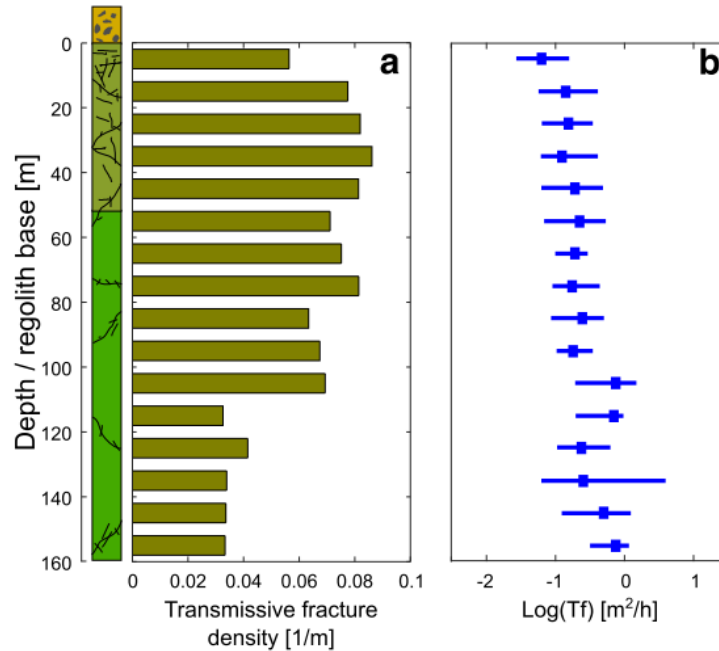 a
b
Depth / regolith base [m]
0
20
40
60
80
100
120
140
160
0 0.02 0.04 0.06 0.08 0.1
Transmissive fracture
density [1/m]
-2 -1 0 1
Log(Tf) [m²/h]